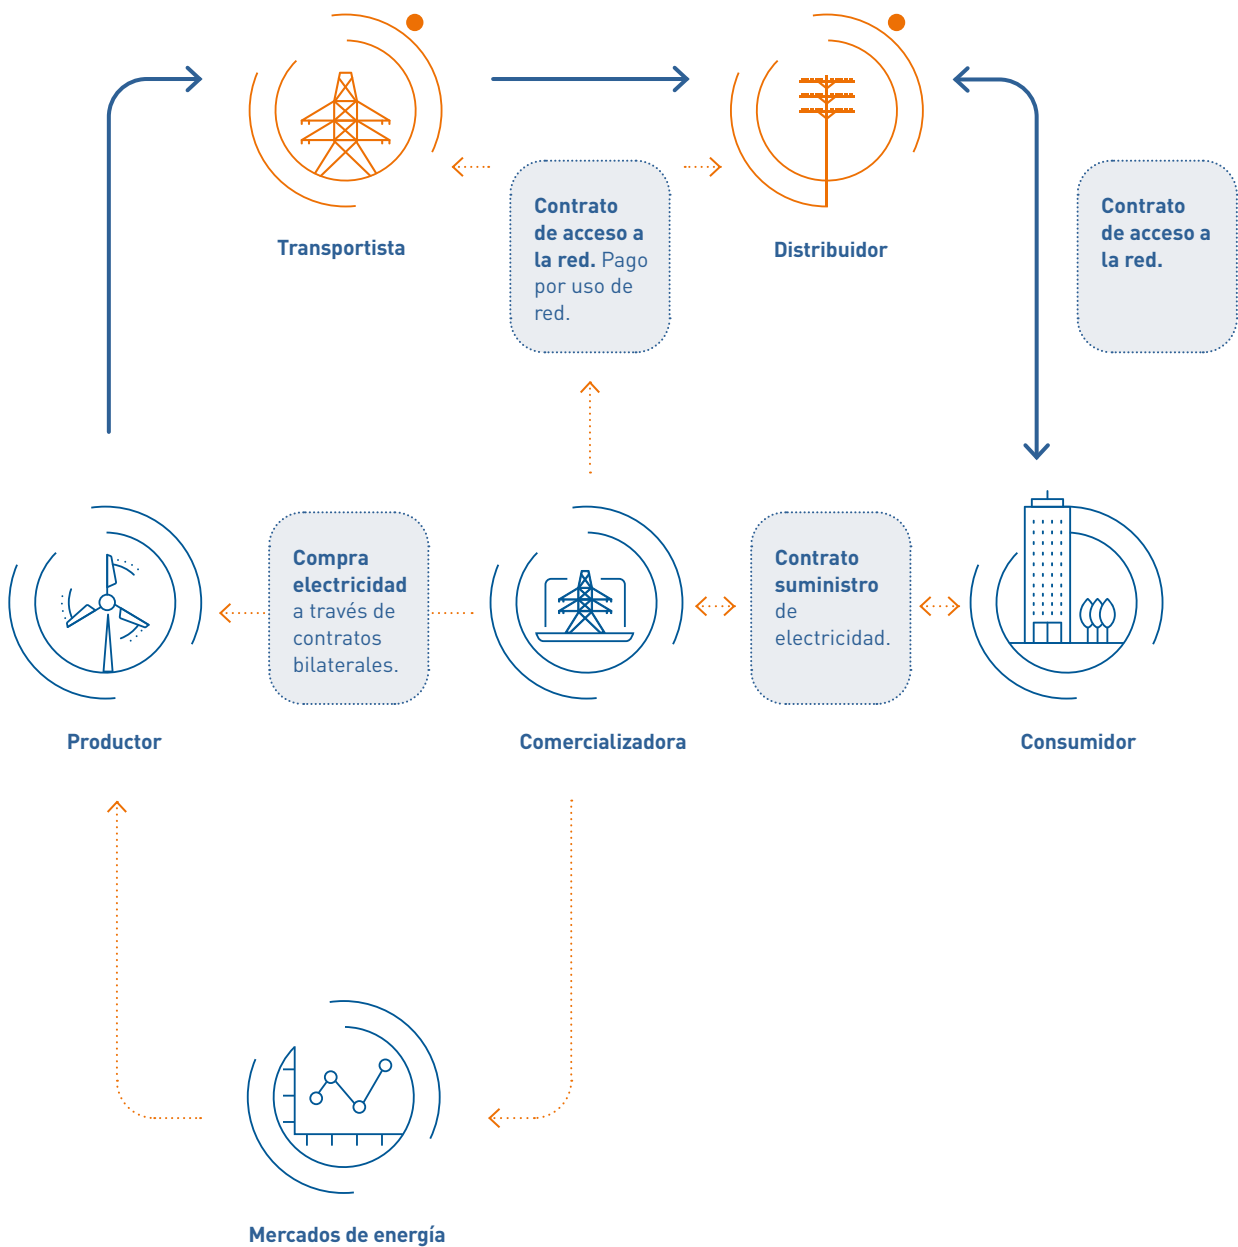 Contrato
de acceso a
la red. Pago
por uso de
red.
Contrato
de acceso a
la red.
Transportista
Distribuidor
Compra
electricidad
a través de
contratos
bilaterales.
Contrato
suministro
de
electricidad.
Productor
Comercializadora
Consumidor
Mercados de energía